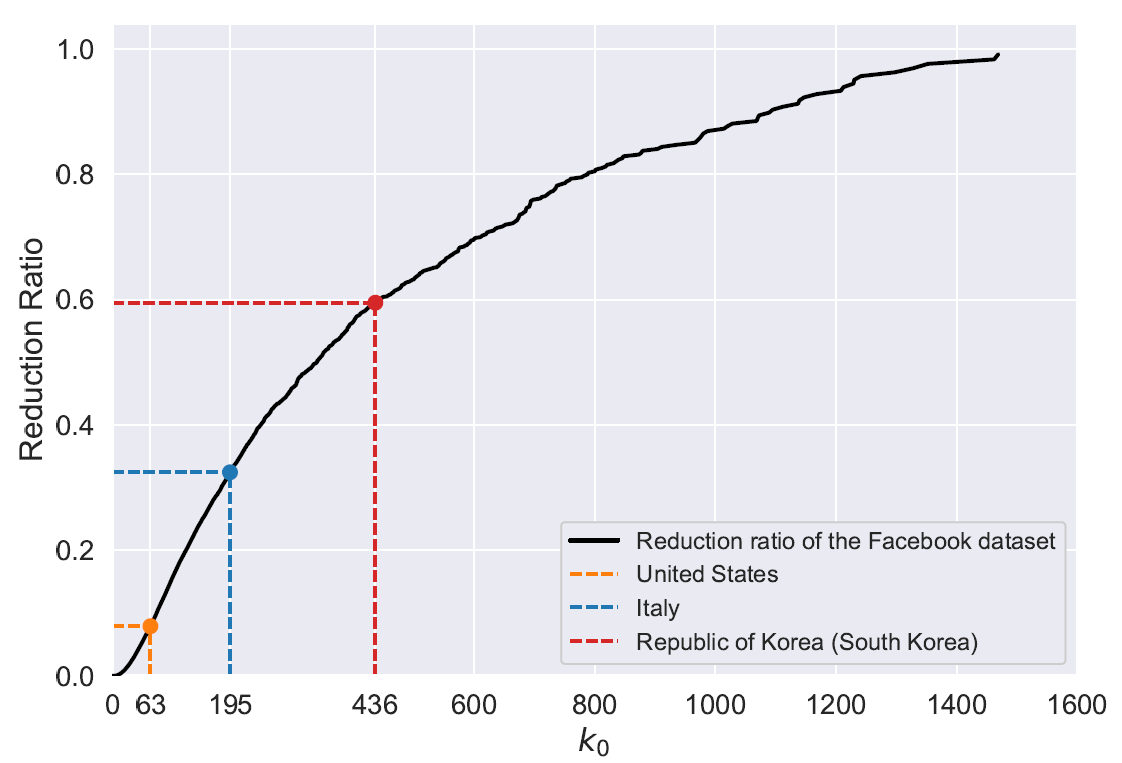 1.0
0.8
0.6
0.4
0.2
0.0
Reduction Ratio
Reduction ratio of the Facebook dataset
United States
Italy
Republic of Korea (South Korea)
0 63 195 436 600 800 1000 1200 1400 1600
k₀